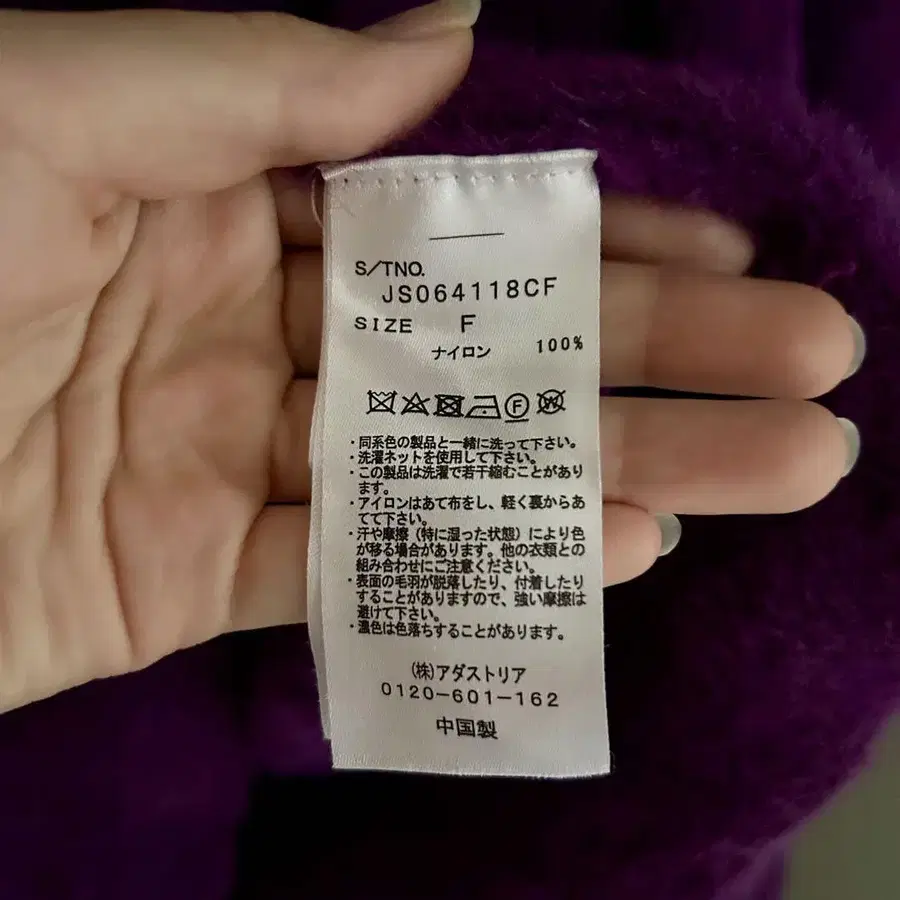 S/TNO.
JS064118CF
SIZE F
ナイロン 100%
F W
・同系色の製品と一緒に洗って下さい。
・洗濯ネットを使用して下さい。
・この製品は洗濯で若干縮むことがあり
ます。
・アイロンはあて布をし、軽く裏からあ
てて下さい。
・汗や摩擦(特に湿った状態)により色
が移る場合があります。他の衣類との
組み合わせにご注意ください。
・表面の毛羽が脱落したり、付着したり
することがありますので、強い摩擦は
避けて下さい。
・濃色は色落ちすることがあります。
(株)アダストリア
0120-601-162
中国製